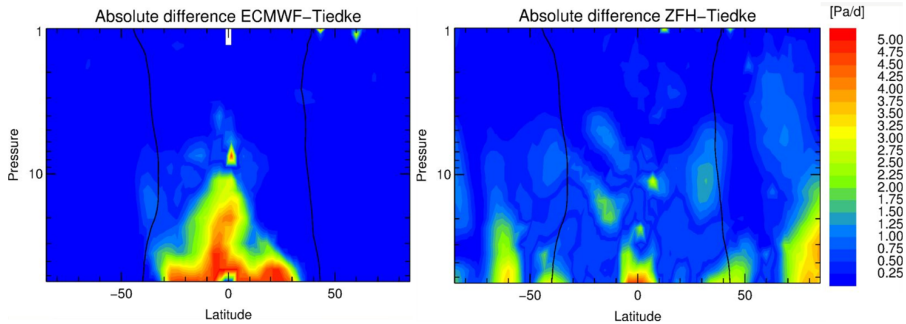 Absolute difference ECMWF-Tiedke
1
10
Pressure
-50 0 50
Latitude
Absolute difference ZFH-Tiedke
1
10
Pressure
-50 0 50
Latitude
[Pa/d]
5.00
4.75
4.50
4.25
4.00
3.75
3.50
3.25
3.00
2.75
2.50
2.25
2.00
1.75
1.50
1.25
1.00
0.75
0.50
0.25